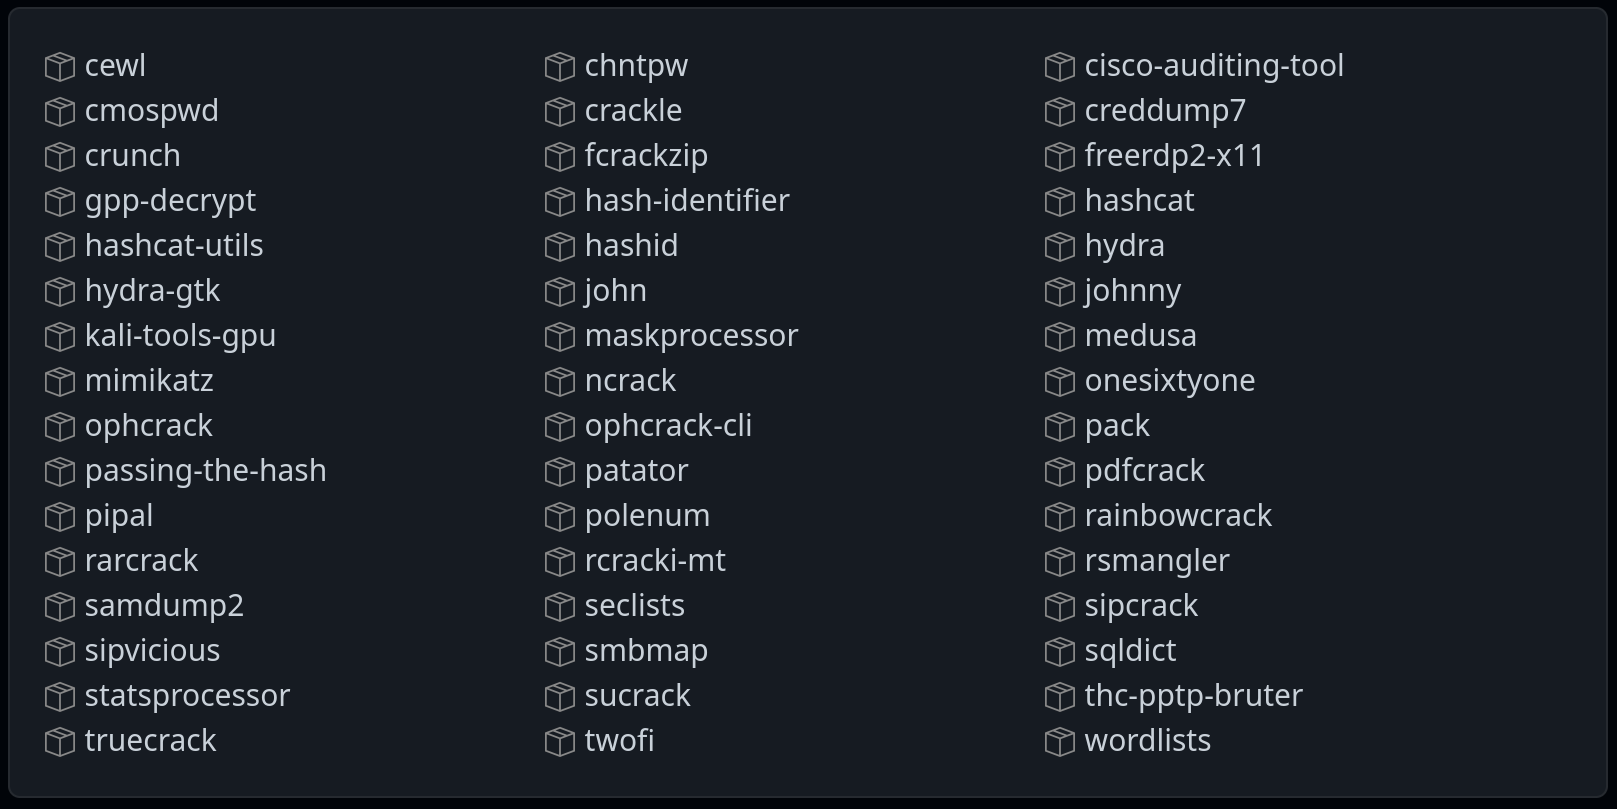 cewl chntpw cisco-auditing-tool
cmospwd crackle creddump7
crunch fcrackzip freerdp2-x11
gpp-decrypt hash-identifier hashcat
hashcat-utils hashid hydra
hydra-gtk john johnny
kali-tools-gpu maskprocessor medusa
mimikatz ncrack onesixtyone
ophcrack ophcrack-cli pack
passing-the-hash patator pdfcrack
pipal polenum rainbowcrack
rarcrack rcracki-mt rsmangler
samdump2 seclists sipcrack
sipvicious smbmap sqldict
statsprocessor sucrack thc-pptp-bruter
truecrack twofi wordlists